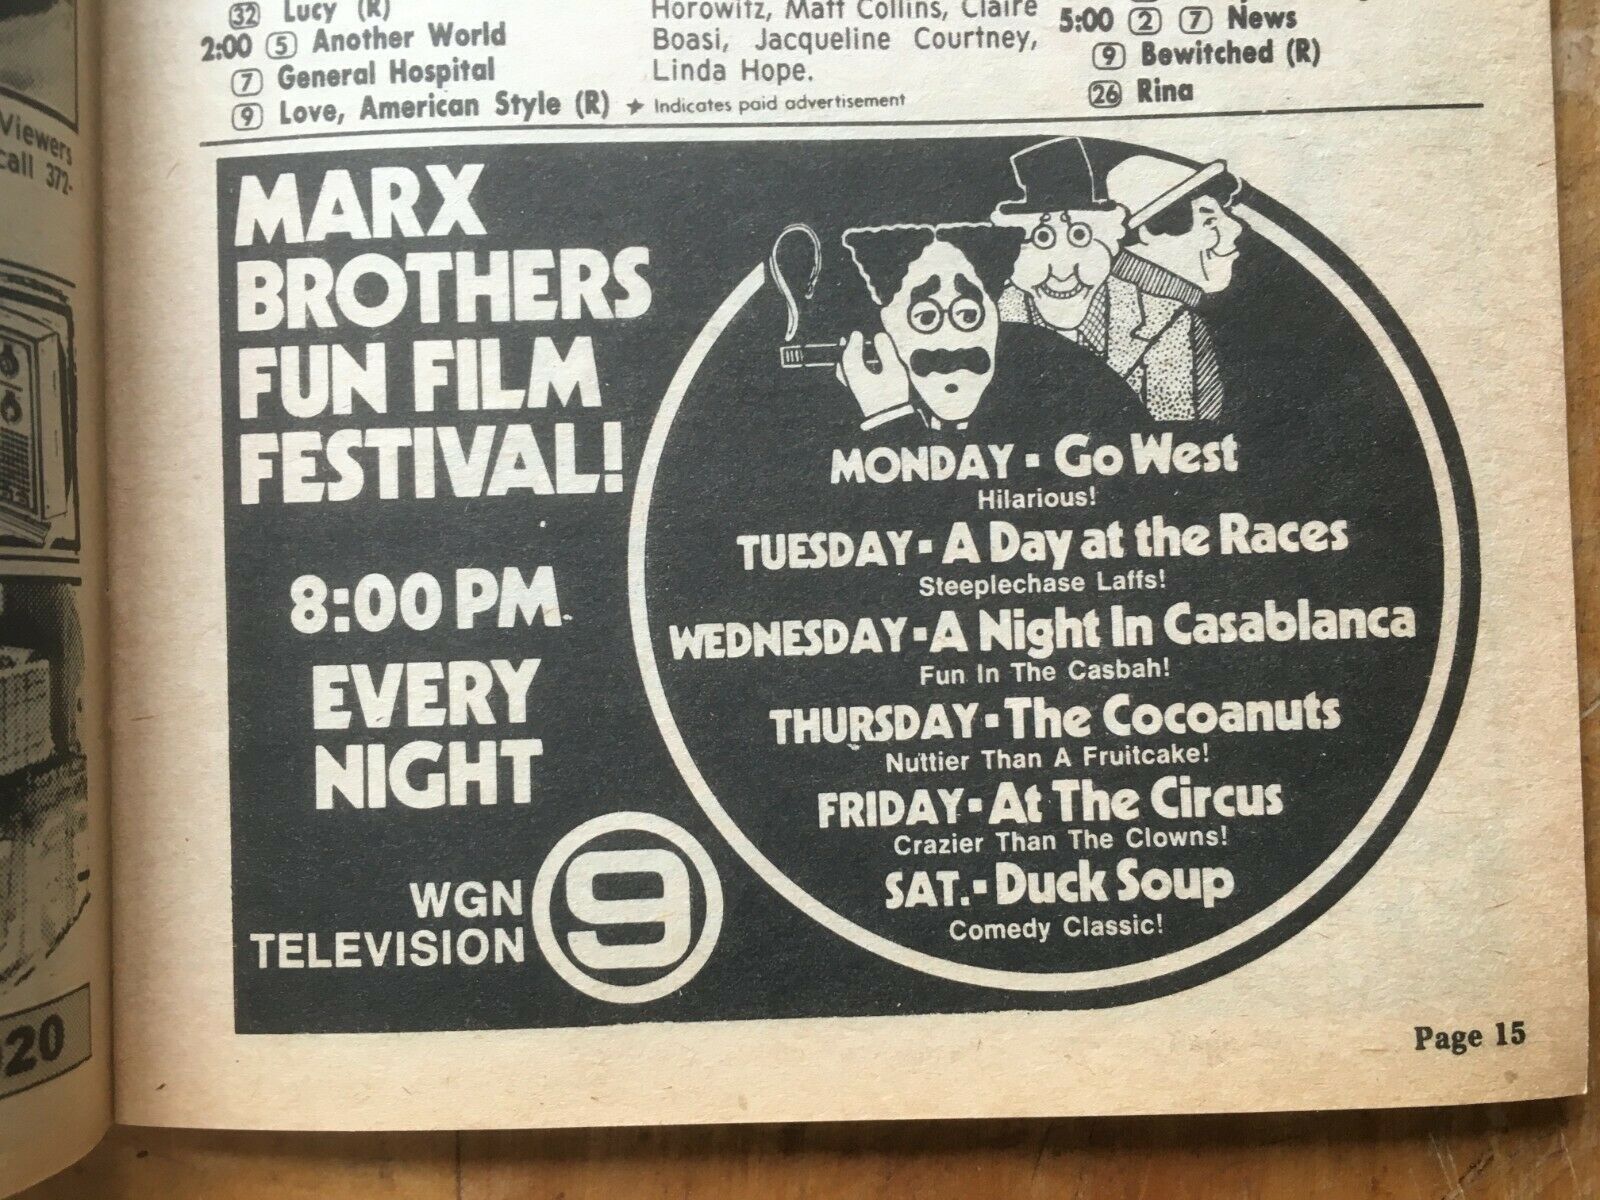 Viewers
call 372-
020
32 Lucy (R)
2:00 5 Another World
7 General Hospital
9 Love, American Style (R)
Horowitz, Matt Collins, Claire
Boasi, Jacqueline Courtney,
Linda Hope.
★ Indicates paid advertisement
5:00 2 7 News
9 Bewitched (R)
26 Rina
MARX
BROTHERS
FUN FILM
FESTIVAL!
8:00 PM
EVERY
NIGHT
WGN
TELEVISION
9
MONDAY - Go West
Hilarious!
TUESDAY - A Day at the Races
Steeplechase Laffs!
WEDNESDAY - A Night In Casablanca
Fun In The Casbah!
THURSDAY - The Cocoanuts
Nuttier Than A Fruitcake!
FRIDAY - At The Circus
Crazier Than The Clowns!
SAT. - Duck Soup
Comedy Classic!
Page 15